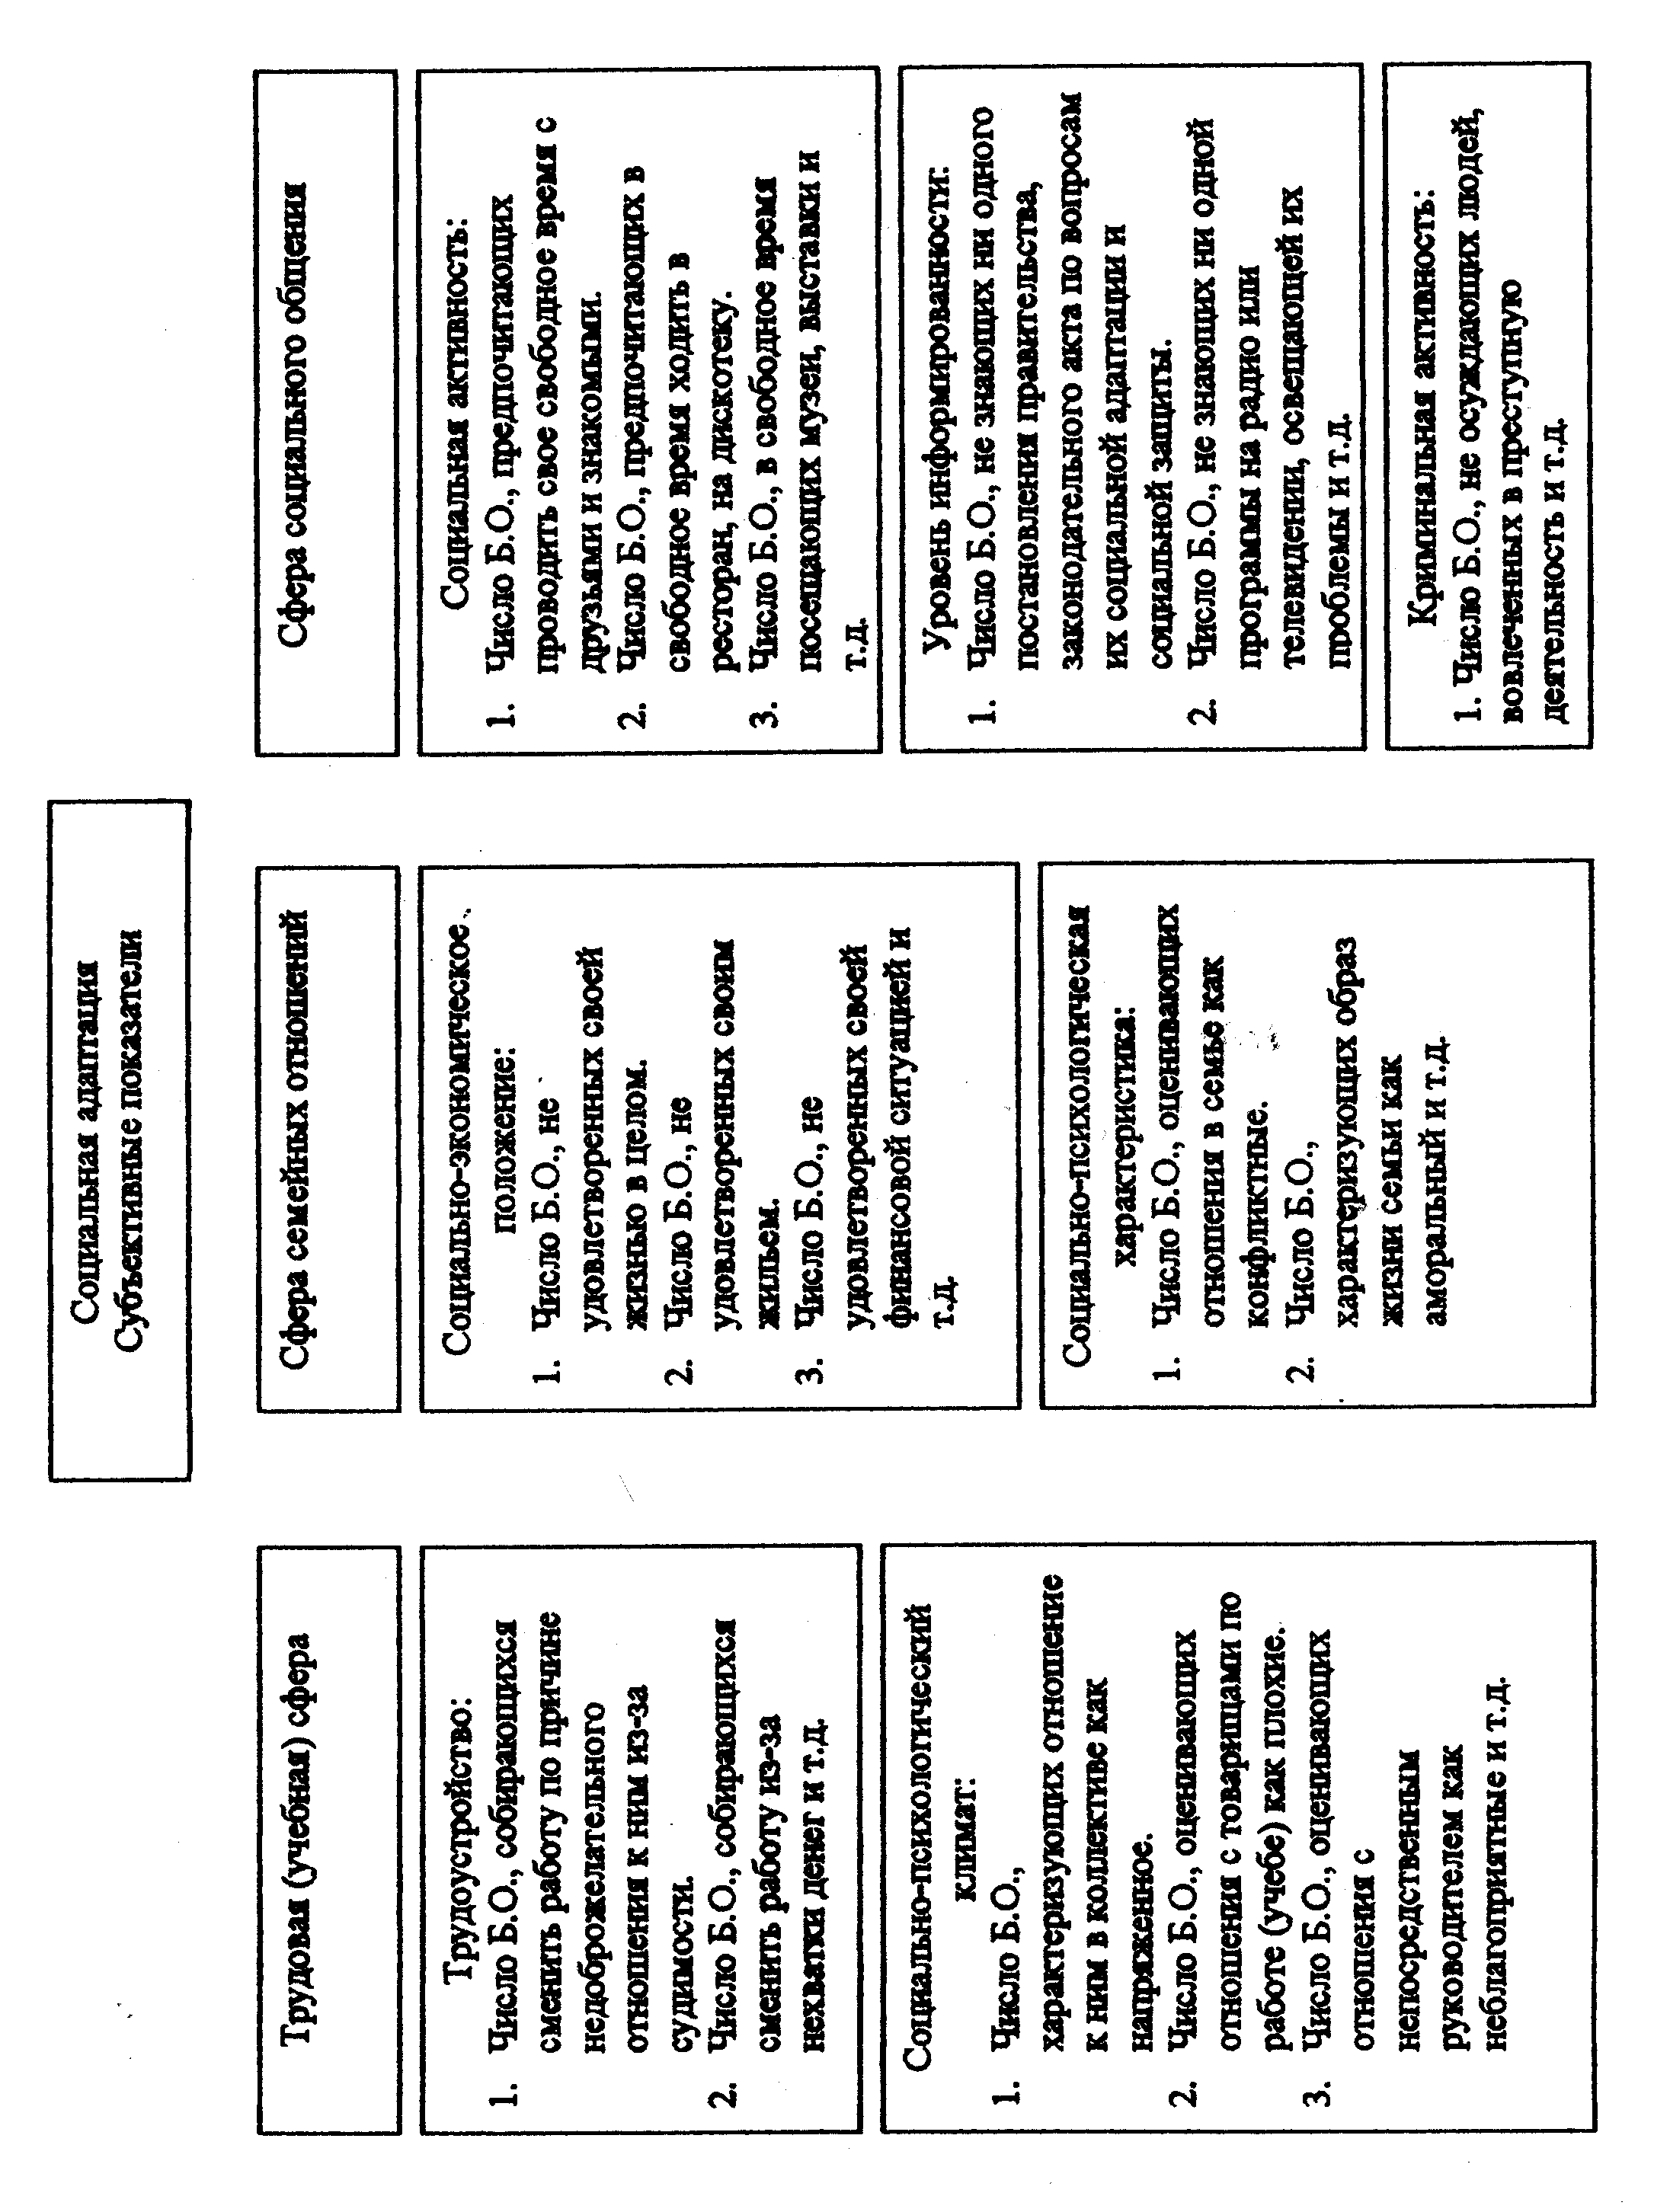 Социальная адаптация
Субъективные показатели
Трудовая (учебная) сфера
Трудоустройство:
1. Число Б.О., собирающихся
сменить работу по причине
недоброжелательного
отношения к ним из-за
судимости.
2. Число Б.О., собирающихся
сменить работу из-за
нехватки денег и т.д.
Социально-психологический
климат:
1. Число Б.О.,
характеризующих отношение
к ним в коллективе как
напряженное.
2. Число Б.О., оценивающих
отношения с товарищами по
работе (учебе) как плохие.
3. Число Б.О., оценивающих
отношения с
непосредственным
руководителем как
неблагоприятные и т.д.
Сфера семейных отношений
Социально-экономическое
положение:
1. Число Б.О., не
удовлетворенных своей
жизнью в целом.
2. Число Б.О., не
удовлетворенных своим
жильем.
3. Число Б.О., не
удовлетворенных своей
финансовой ситуацией и
т.д.
Социально-психологическая
характеристика:
1. Число Б.О., оценивающих
отношения в семье как
конфликтные.
2. Число Б.О.,
характеризующих образ
жизни семьи как
аморальный и т.д.
Сфера социального общения
Социальная активность:
1. Число Б.О., предпочитающих
проводить свое свободное время с
друзьями и знакомыми.
2. Число Б.О., предпочитающих в
свободное время ходить в
ресторан, на дискотеку.
3. Число Б.О., в свободное время
посещающих музеи, выставки и
т.д.
Уровень информированности:
1. Число Б.О., не знающих ни одного
постановления правительства,
законодательного акта по вопросам
их социальной адаптации и
социальной защиты.
2. Число Б.О., не знающих ни одной
программы на радио или
телевидении, освещающей их
проблемы и т.д.
Криминальная активность:
1. Число Б.О., не осуждающих людей,
вовлеченных в преступную
деятельность и т.д.